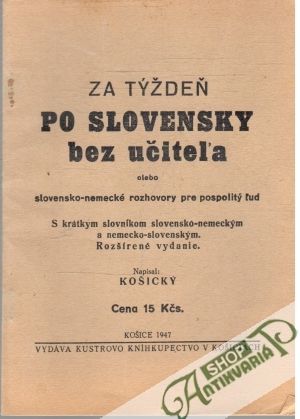 ZA TÝŽDEŇ
PO SLOVENSKY
bez učiteľa
alebo
slovensko-nemecké rozhovory pre pospolitý ľud
S krátkym slovníkom slovensko-nemeckým
a nemecko-slovenským.
Rozšírené vydanie.
Napísal:
KOŠICKÝ
Cena 15 Kčs.
KOŠICE 1947
VYDÁVA KUSTROVO KNÍHKUPECTVO V KOŠICIACH
SHOP
ANTIKVARIÁT